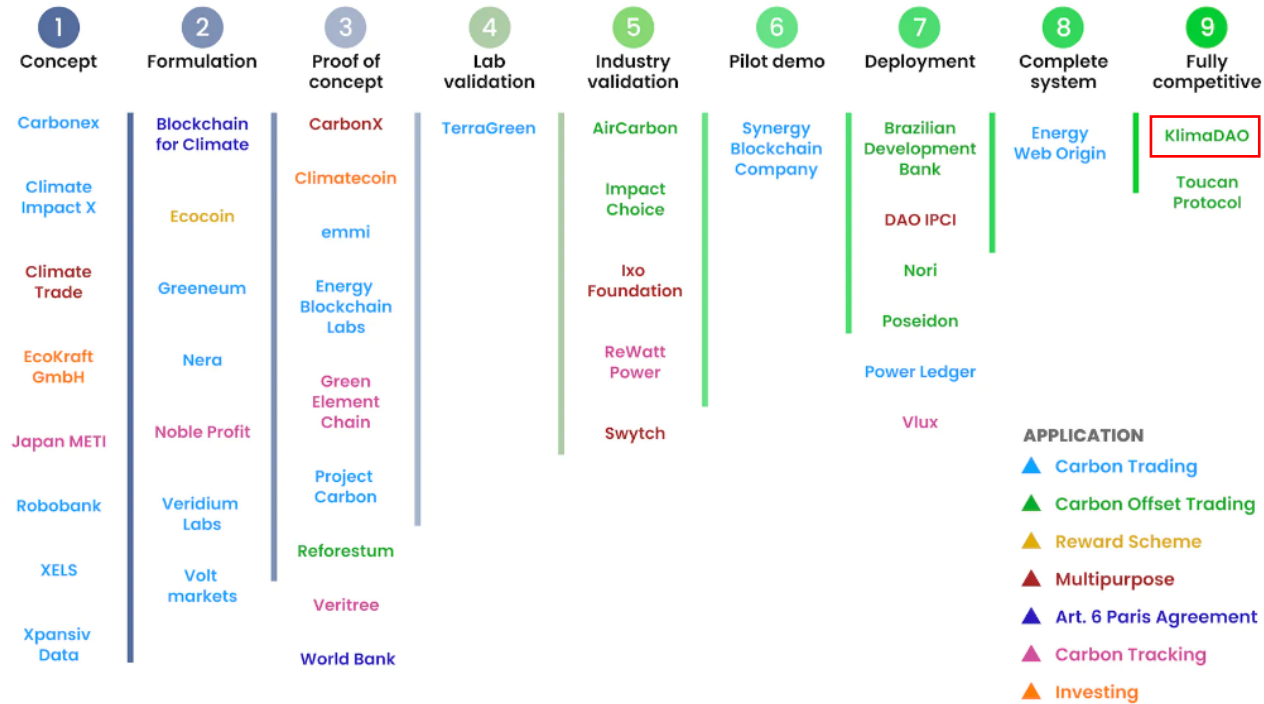 1
Concept
Carbonex
Climate
Impact X
Climate
Trade
EcoKraft
GmbH
Japan METI
Robobank
XELS
Xpansiv
Data
2
Formulation
Blockchain
for Climate
Ecocoin
Greeneum
Nera
Noble Profit
Veridium
Labs
Volt
markets
3
Proof of
concept
CarbonX
Climatecoin
emmi
Energy
Blockchain
Labs
Green
Element
Chain
Project
Carbon
Reforestum
Veritree
World Bank
4
Lab
validation
TerraGreen
5
Industry
validation
AirCarbon
Impact
Choice
Ixo
Foundation
ReWatt
Power
Swytch
6
Pilot demo
Synergy
Blockchain
Company
7
Deployment
Brazilian
Development
Bank
DAO IPCI
Nori
Poseidon
Power Ledger
Vlux
8
Complete
system
Energy
Web Origin
9
Fully
competitive
KlimaDAO
Toucan
Protocol
APPLICATION
Carbon Trading
Carbon Offset Trading
Reward Scheme
Multipurpose
Art. 6 Paris Agreement
Carbon Tracking
Investing